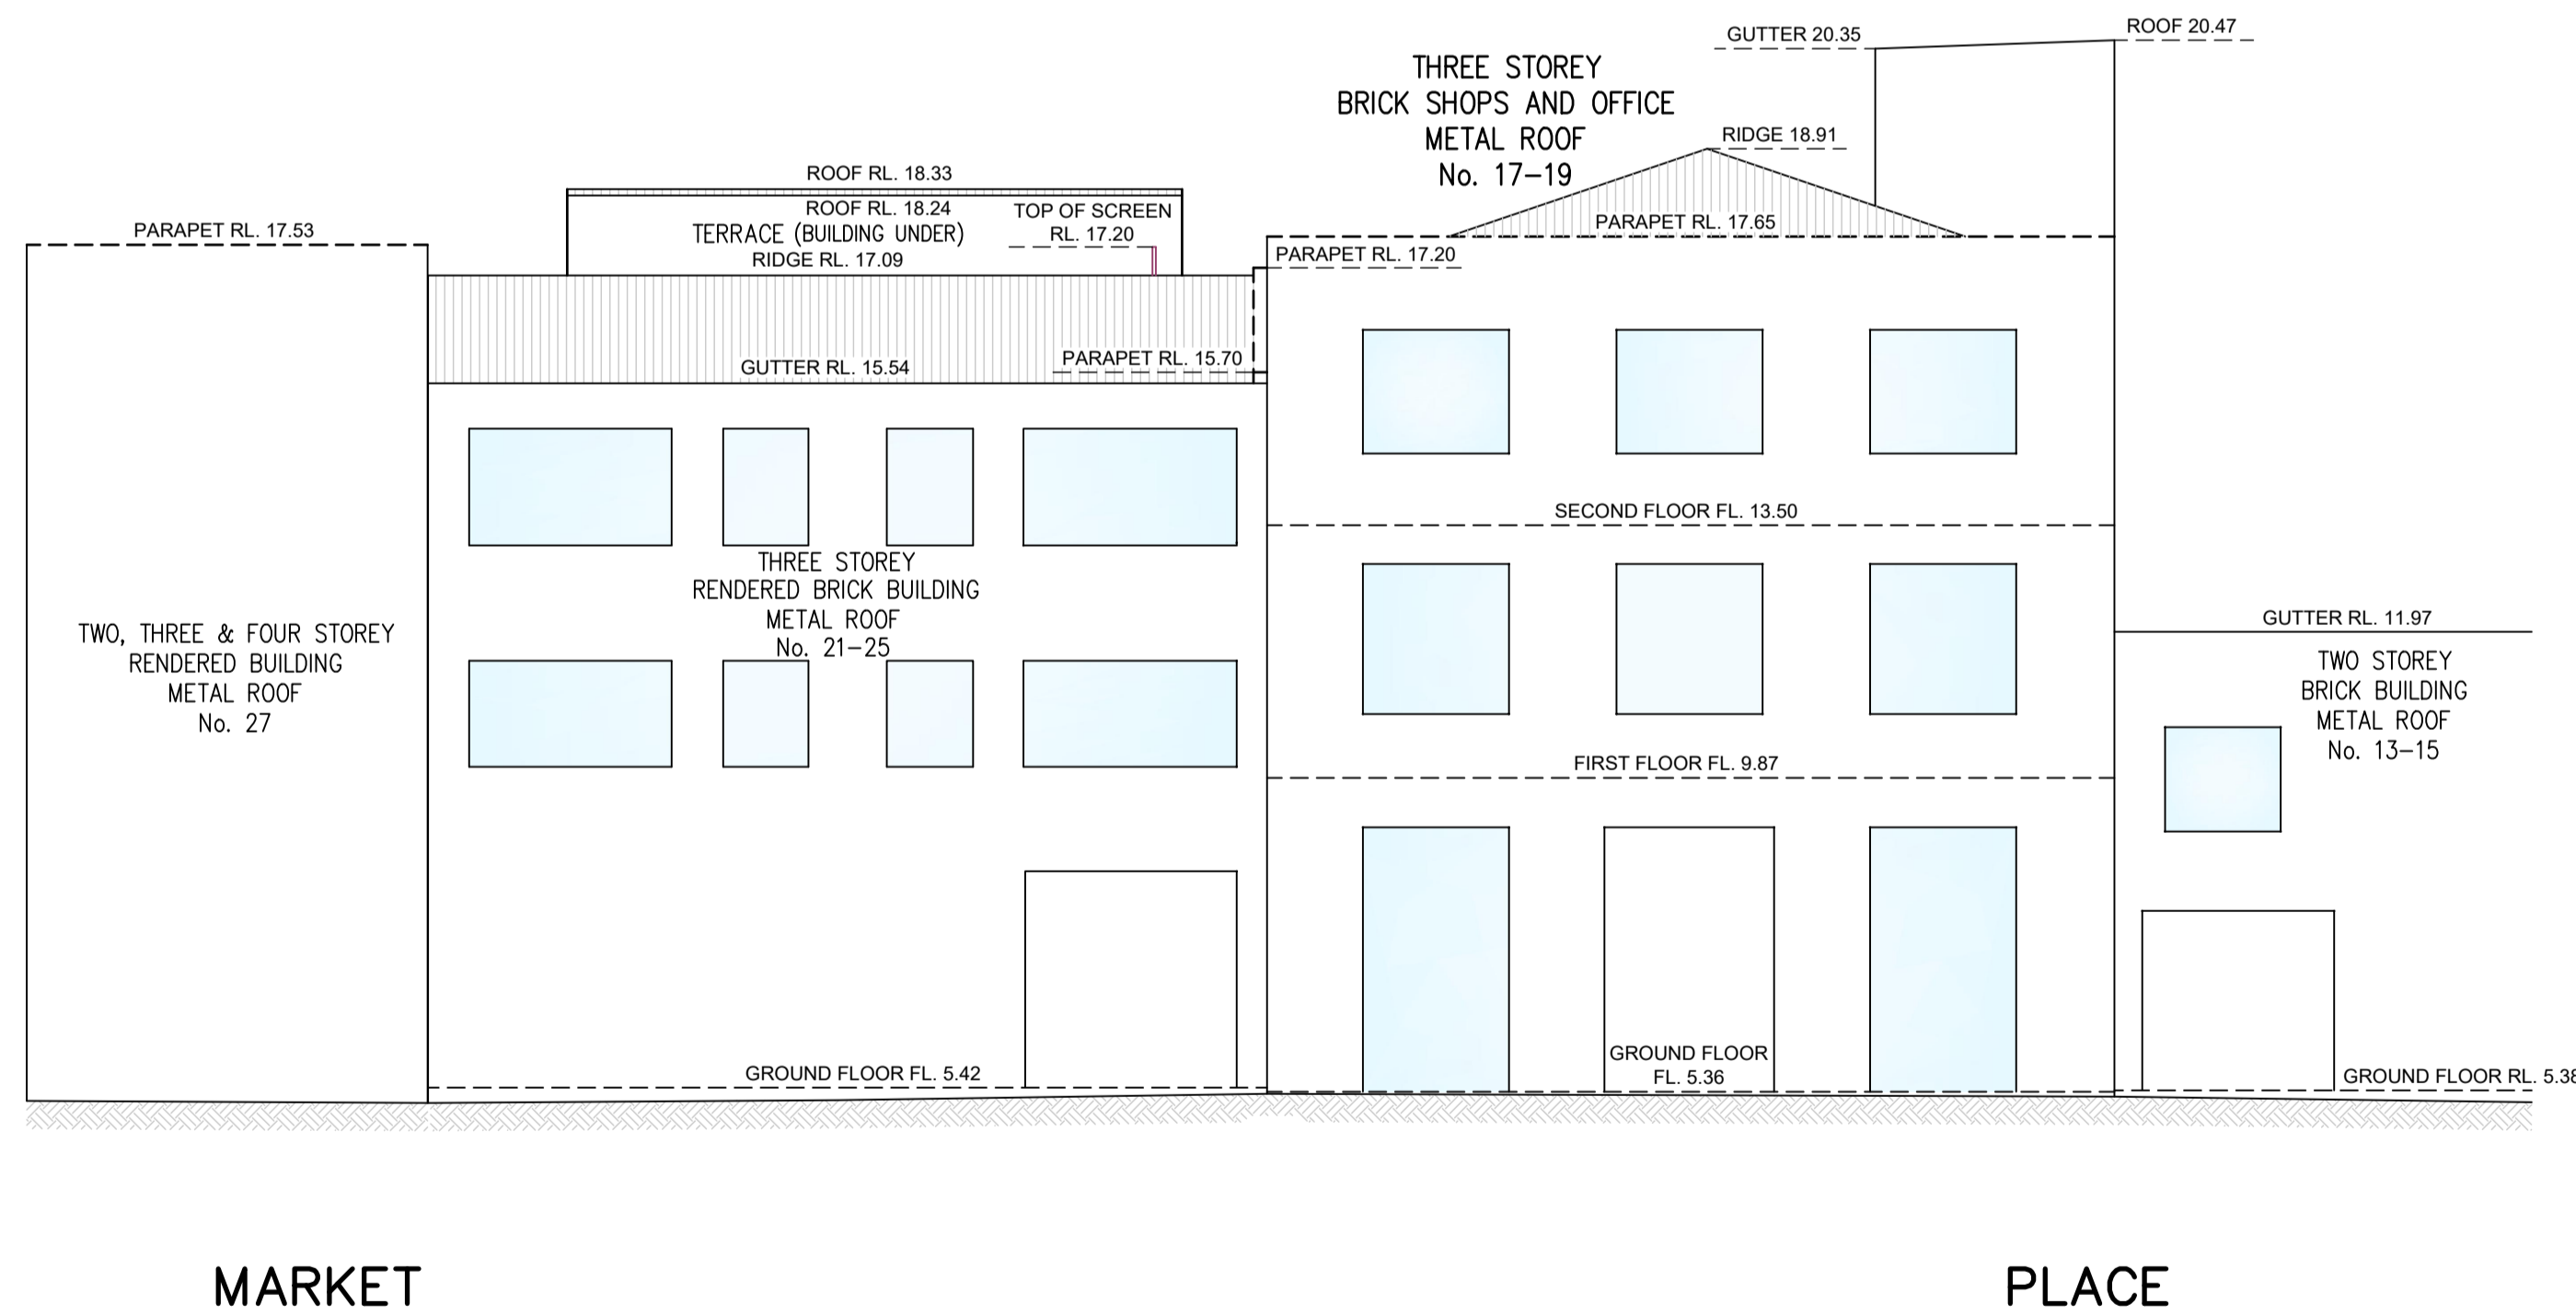 GUTTER 20.35
ROOF 20.47
THREE STOREY
BRICK SHOPS AND OFFICE
METAL ROOF
No. 17-19
RIDGE 18.91
ROOF RL. 18.33
ROOF RL. 18.24
TERRACE (BUILDING UNDER)
RIDGE RL. 17.09
TOP OF SCREEN
RL. 17.20
PARAPET RL. 17.53
PARAPET RL. 17.65
PARAPET RL. 17.20
PARAPET RL. 15.70
GUTTER RL. 15.54
SECOND FLOOR FL. 13.50
THREE STOREY
RENDERED BRICK BUILDING
METAL ROOF
No. 21-25
TWO, THREE & FOUR STOREY
RENDERED BUILDING
METAL ROOF
No. 27
GUTTER RL. 11.97
TWO STOREY
BRICK BUILDING
METAL ROOF
No. 13-15
FIRST FLOOR FL. 9.87
GROUND FLOOR FL. 5.42
GROUND FLOOR
FL. 5.36
GROUND FLOOR RL. 5.38
MARKET PLACE